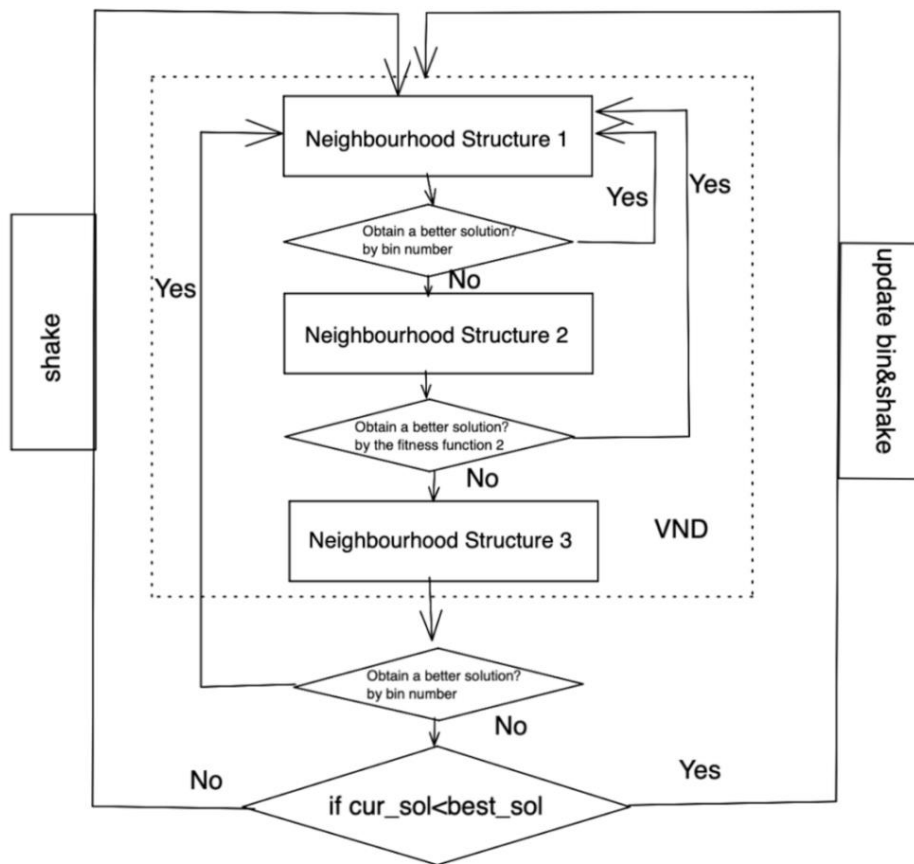 Neighbourhood Structure 1
Yes
Yes
Obtain a better solution?
by bin number
No
Yes
Neighbourhood Structure 2
shake
update bin&shake
Obtain a better solution?
by the fitness function 2
No
Neighbourhood Structure 3
VND
Obtain a better solution?
by bin number
No
No
Yes
if cur_sol<best_sol